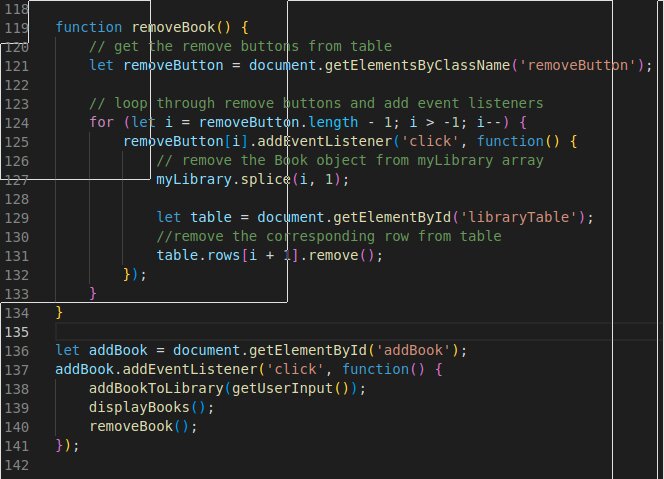 118
119 function removeBook() {
120 // get the remove buttons from table
121 let removeButton = document.getElementsByClassName('removeButton');
122
123 // loop through remove buttons and add event listeners
124 for (let i = removeButton.length - 1; i > -1; i--) {
125 removeButton[i].addEventListener('click', function() {
126 // remove the Book object from myLibrary array
127 myLibrary.splice(i, 1);
128
129 let table = document.getElementById('libraryTable');
130 //remove the corresponding row from table
131 table.rows[i + 1].remove();
132 });
133 }
134 }
135
136 let addBook = document.getElementById('addBook');
137 addBook.addEventListener('click', function() {
138 addBookToLibrary(getUserInput());
139 displayBooks();
140 removeBook();
141 });
142